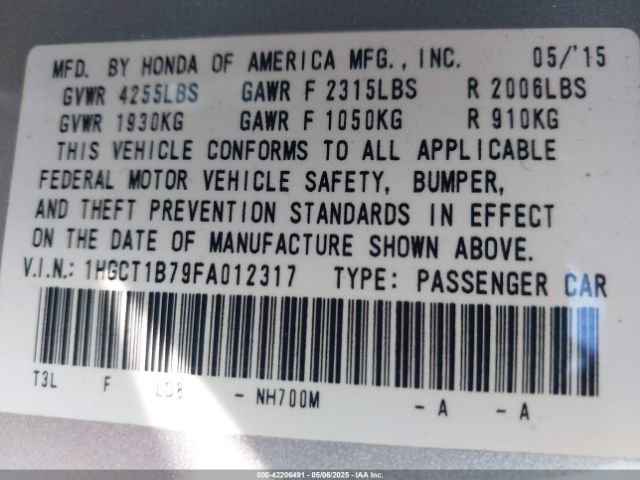 MFD. BY HONDA OF AMERICA MFG., INC. 05/'15
GVWR 4255LBS GAWR F 2315LBS R 2006LBS
GVWR 1930KG GAWR F 1050KG R 910KG
THIS VEHICLE CONFORMS TO ALL APPLICABLE
FEDERAL MOTOR VEHICLE SAFETY, BUMPER,
AND THEFT PREVENTION STANDARDS IN EFFECT
ON THE DATE OF MANUFACTURE SHOWN ABOVE.
V.I.N.: 1HGCT1B79FA012317 TYPE: PASSENGER CAR
T3L F LD8 - NH700M - A - A
000-42206491 - 05/06/2025 - IAA Inc.